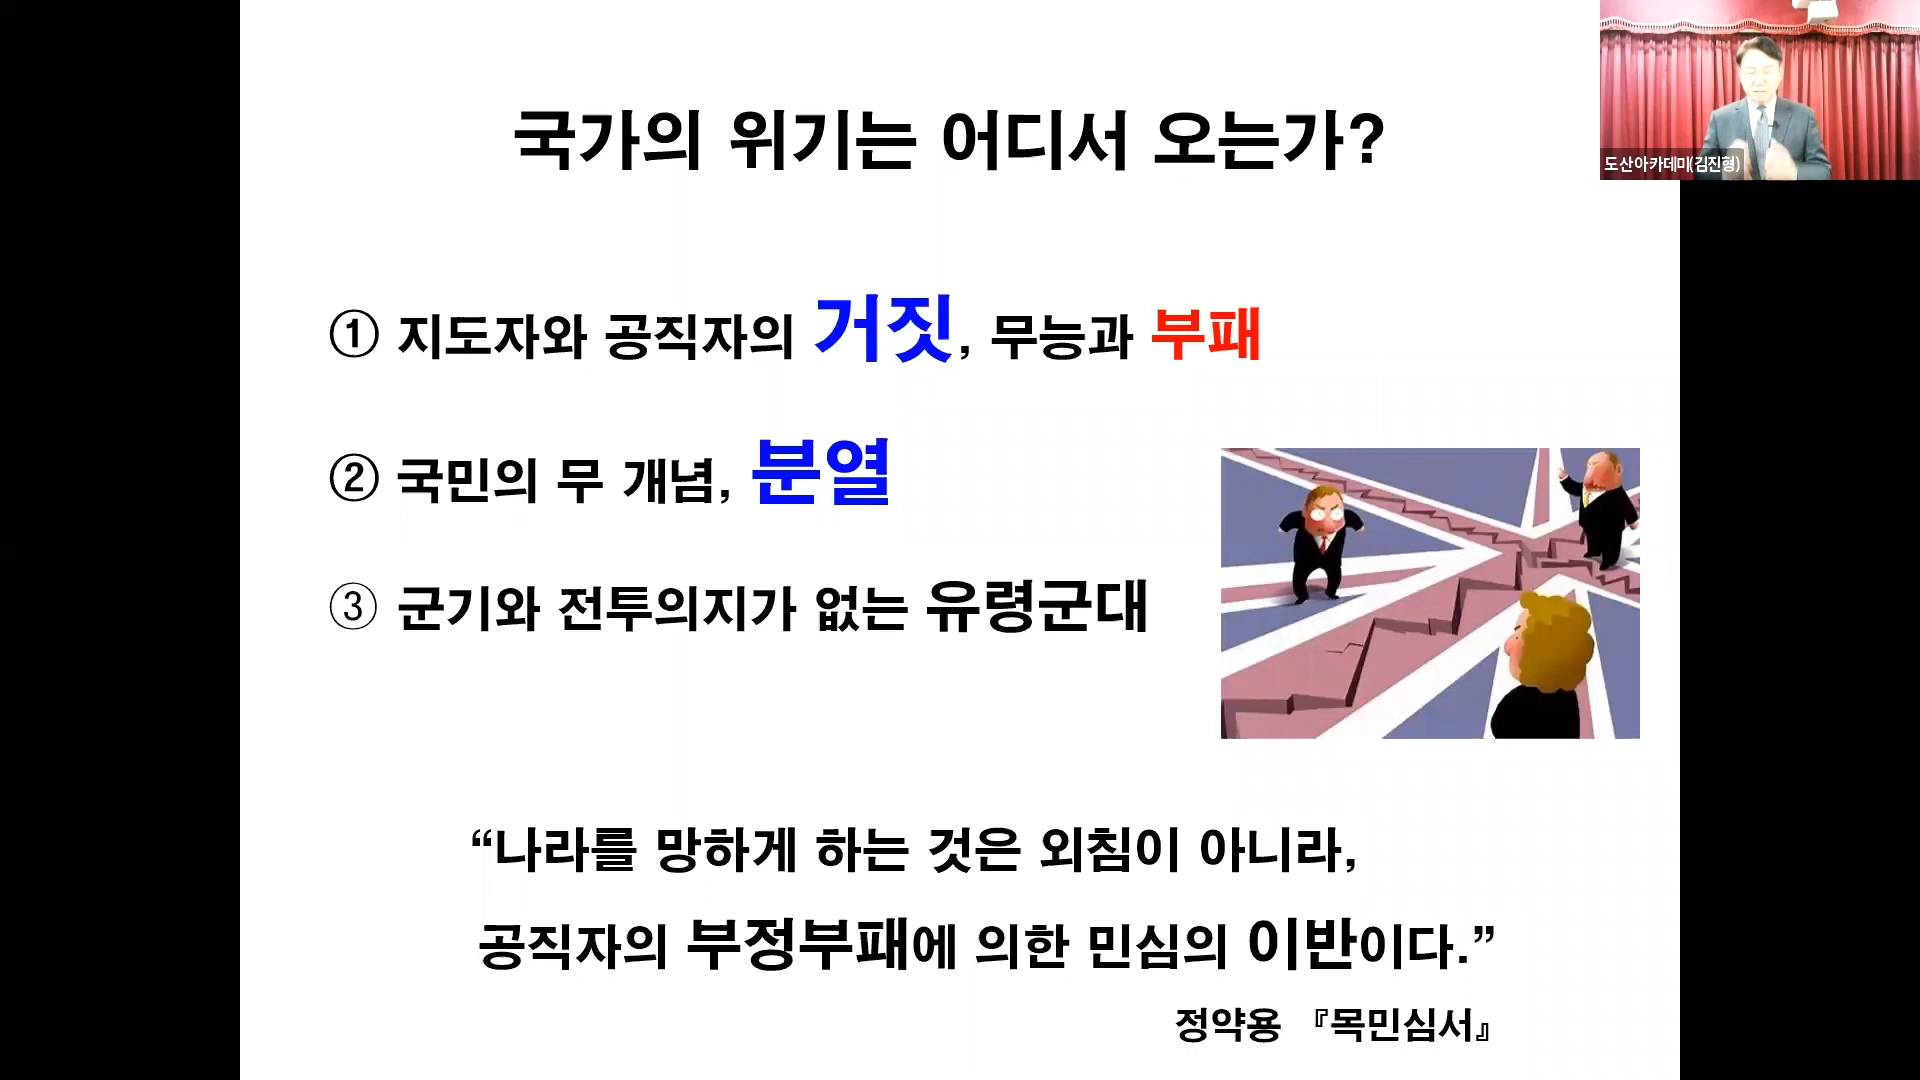 국가의 위기는 어디서 오는가?
도산아카데미(김진형)
① 지도자와 공직자의 거짓, 무능과 부패
② 국민의 무 개념, 분열
③ 군기와 전투의지가 없는 유령군대
“나라를 망하게 하는 것은 외침이 아니라,
공직자의 부정부패에 의한 민심의 이반이다.”
정약용 『목민심서』